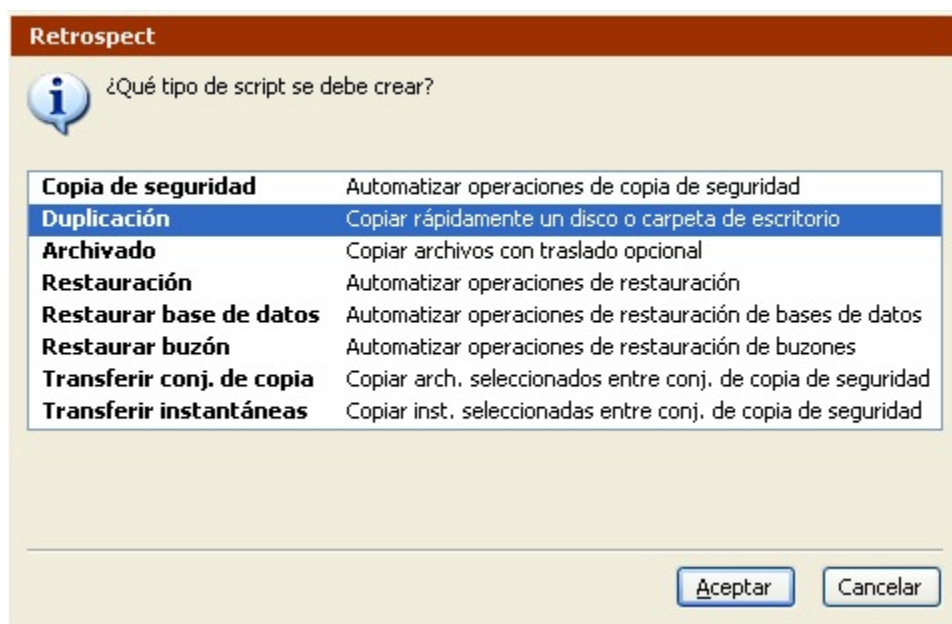 Retrospect
¿Qué tipo de script se debe crear?
Copia de seguridad Automatizar operaciones de copia de seguridad
Duplicación Copiar rápidamente un disco o carpeta de escritorio
Archivado Copiar archivos con traslado opcional
Restauración Automatizar operaciones de restauración
Restaurar base de datos Automatizar operaciones de restauración de bases de datos
Restaurar buzón Automatizar operaciones de restauración de buzones
Transferir conj. de copia Copiar arch. seleccionados entre conj. de copia de seguridad
Transferir instantáneas Copiar inst. seleccionadas entre conj. de copia de seguridad
Aceptar Cancelar